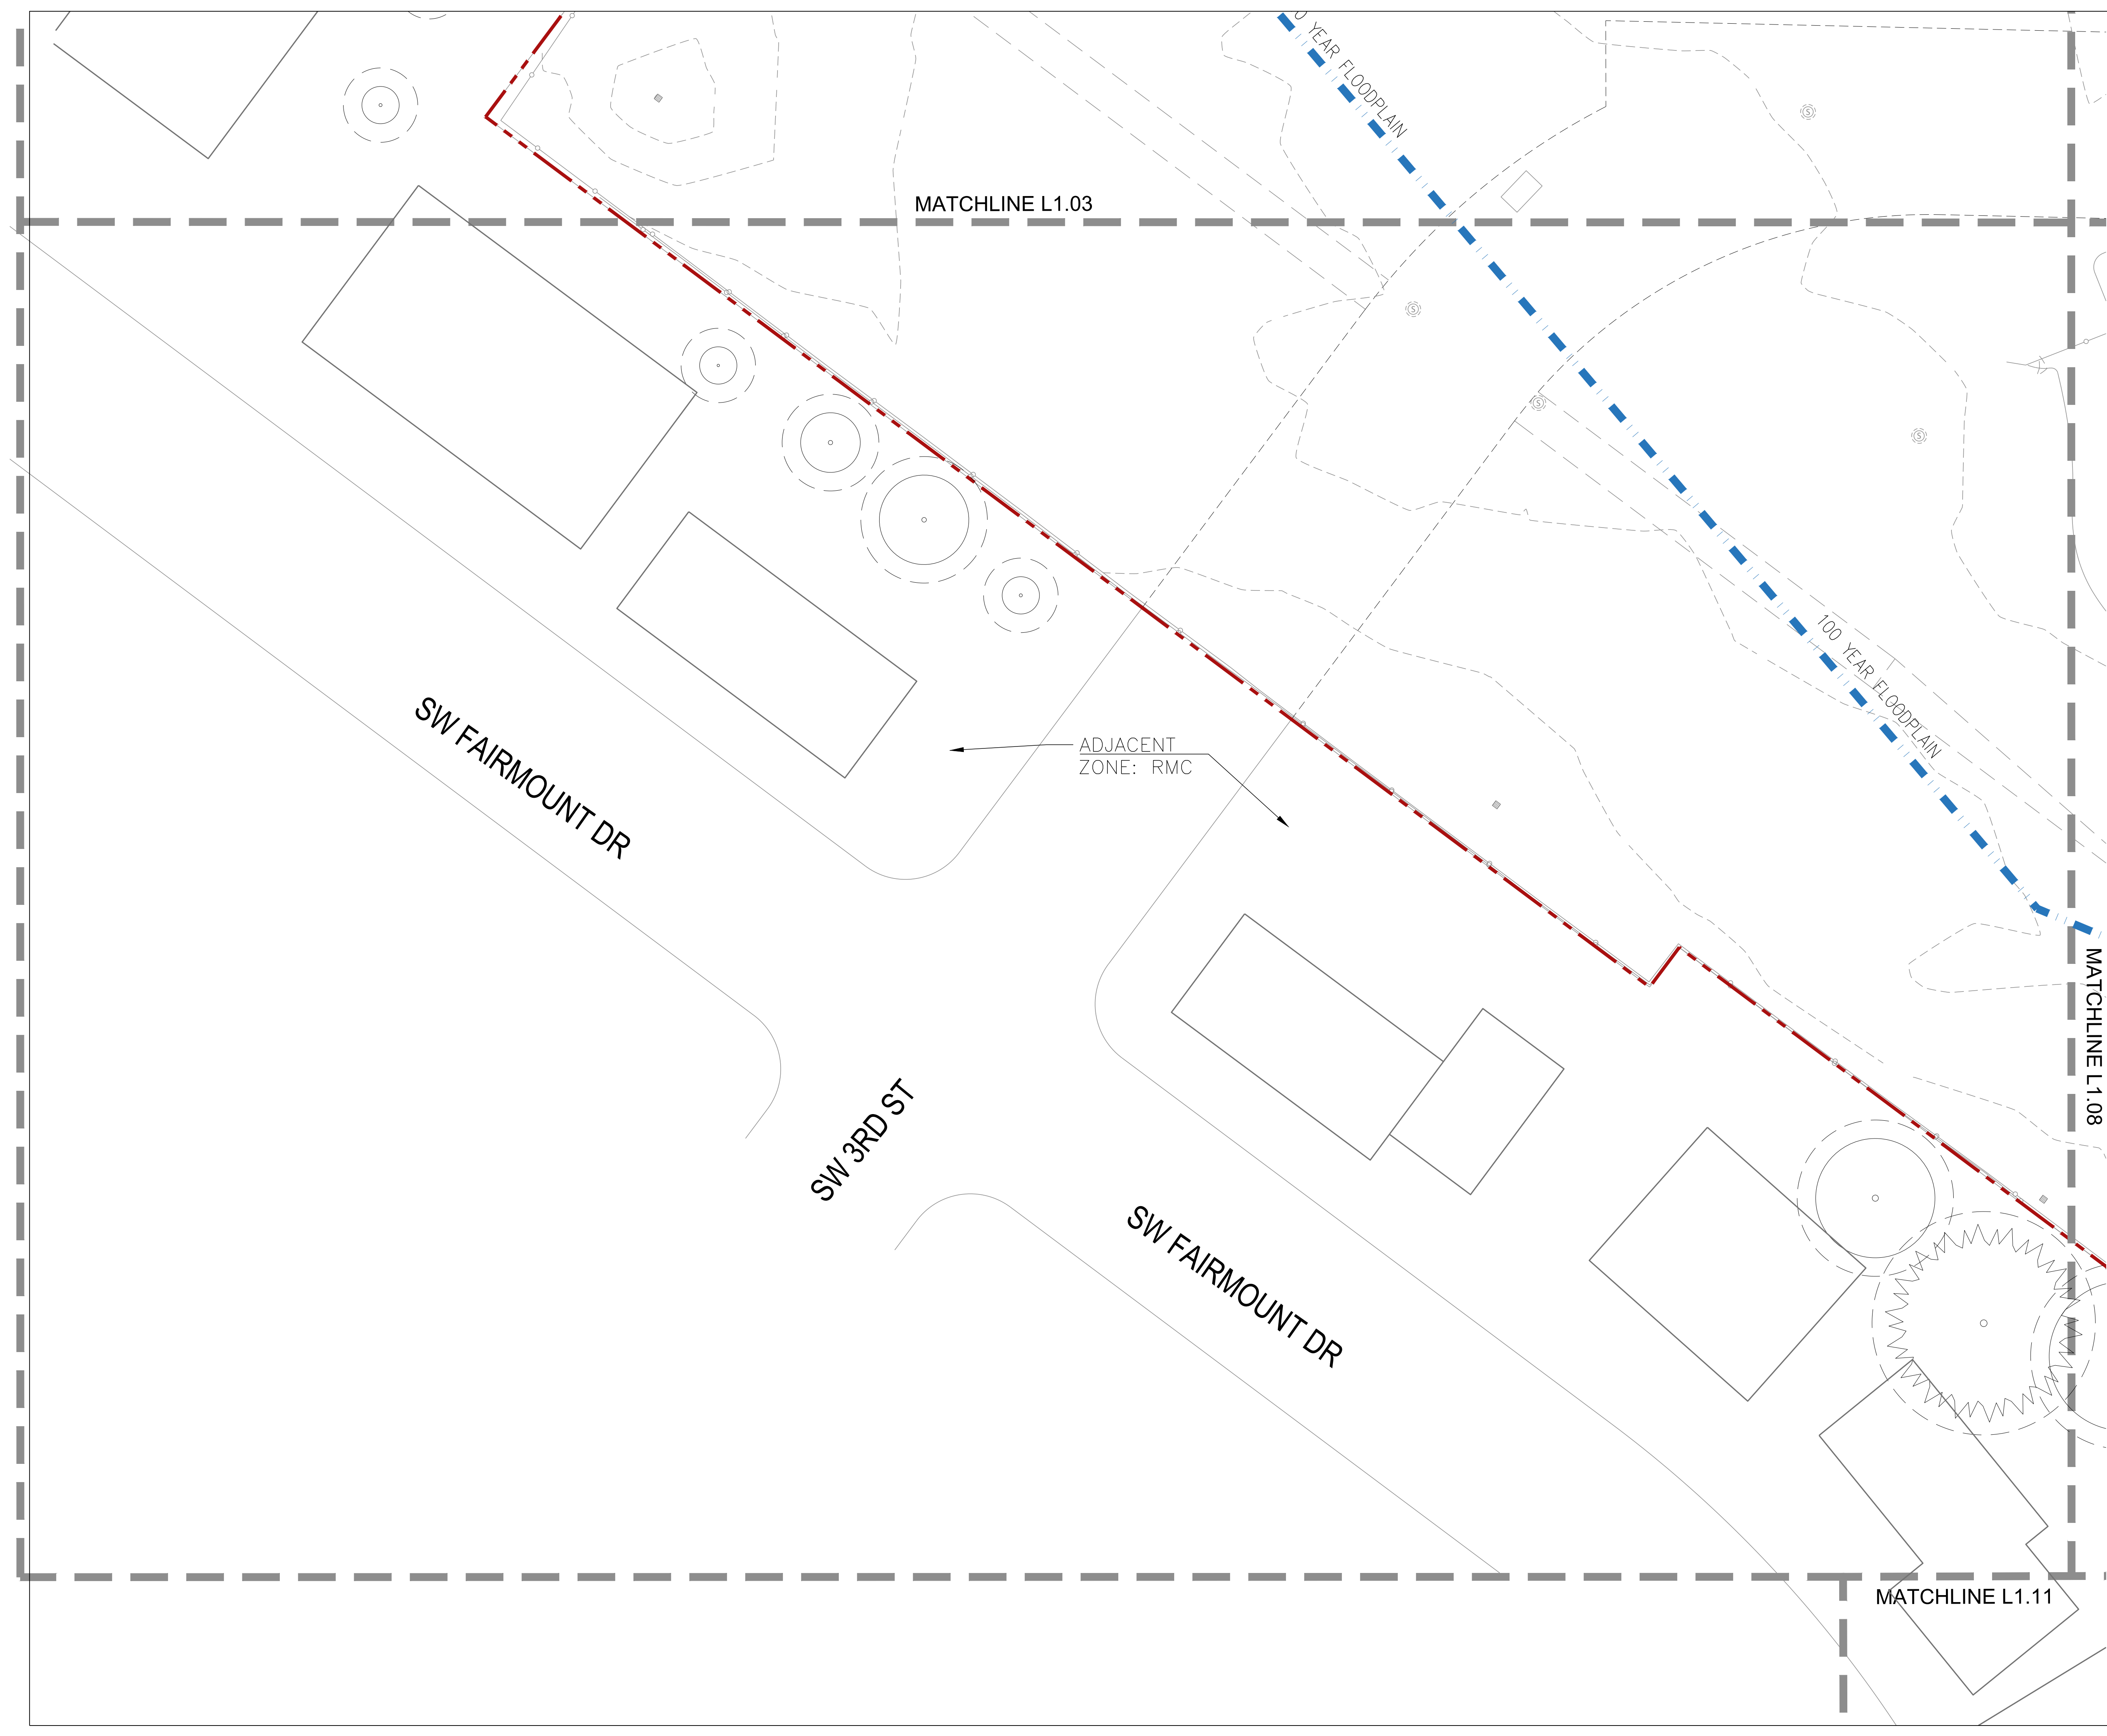 0 YEAR FLOODPLAIN
MATCHLINE L1.03
100 YEAR FLOODPLAIN
SW FAIRMOUNT DR
ADJACENT
ZONE: RMC
MATCHLINE L1.08
SW 3RD ST
SW FAIRMOUNT DR
MATCHLINE L1.11
S
S
S
S